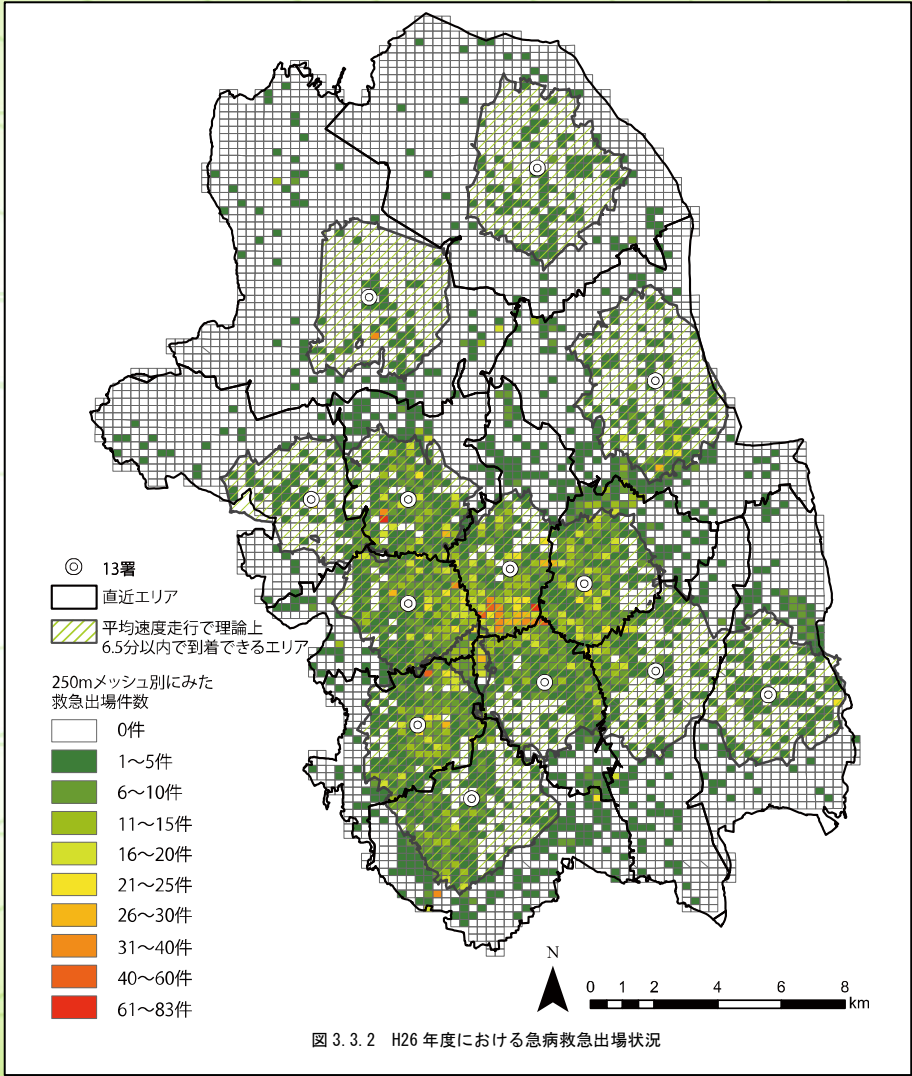 13署
直近エリア
平均速度走行で理論上
6.5分以内で到着できるエリア
250mメッシュ別にみた
救急出場件数
0件
1～5件
6～10件
11～15件
16～20件
21～25件
26～30件
31～40件
40～60件
61～83件
N
0 1 2 4 6 8
km
図 3.3.2 H26 年度における急病救急出場状況